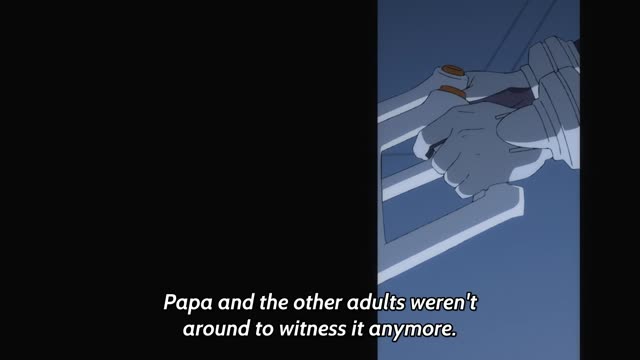 Papa and the other adults weren't
around to witness it anymore.